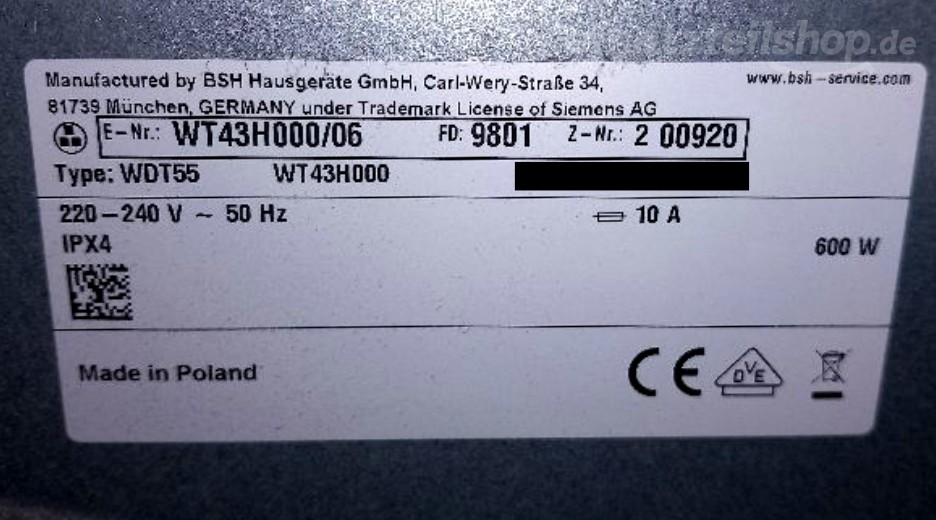 Manufactured by BSH Hausgeräte GmbH, Carl-Wery-Straße 34,
www.bsh-service.com
81739 München, GERMANY under Trademark License of Siemens AG
E-Nr.: WT43H000/06 FD: 9801 Z-Nr.: 2 00920
Type: WDT55 WT43H000
220-240 V ~ 50 Hz 10 A
IPX4 600 W
Made in Poland CE DVE